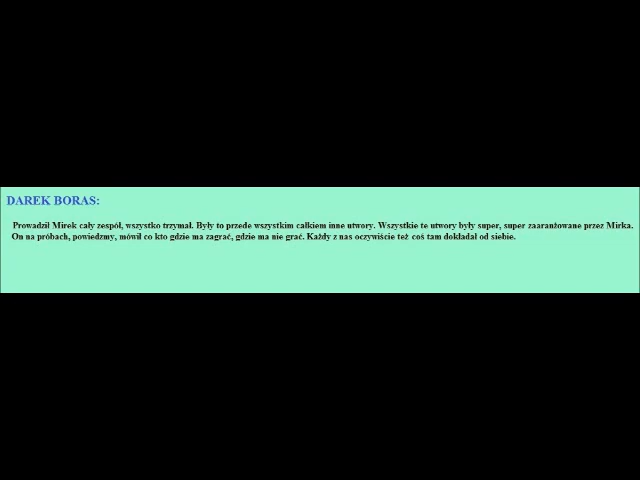 DAREK BORAS:
Prowadził Mirek cały zespół, wszystko trzymał. Były to przede wszystkim całkiem inne utwory. Wszystkie te utwory były super, super zaaranżowane przez Mirka.
On na próbach, powiedzmy, mówił co kto gdzie ma zagrać, gdzie ma nie grać. Każdy z nas oczywiście też coś tam dokładał od siebie.